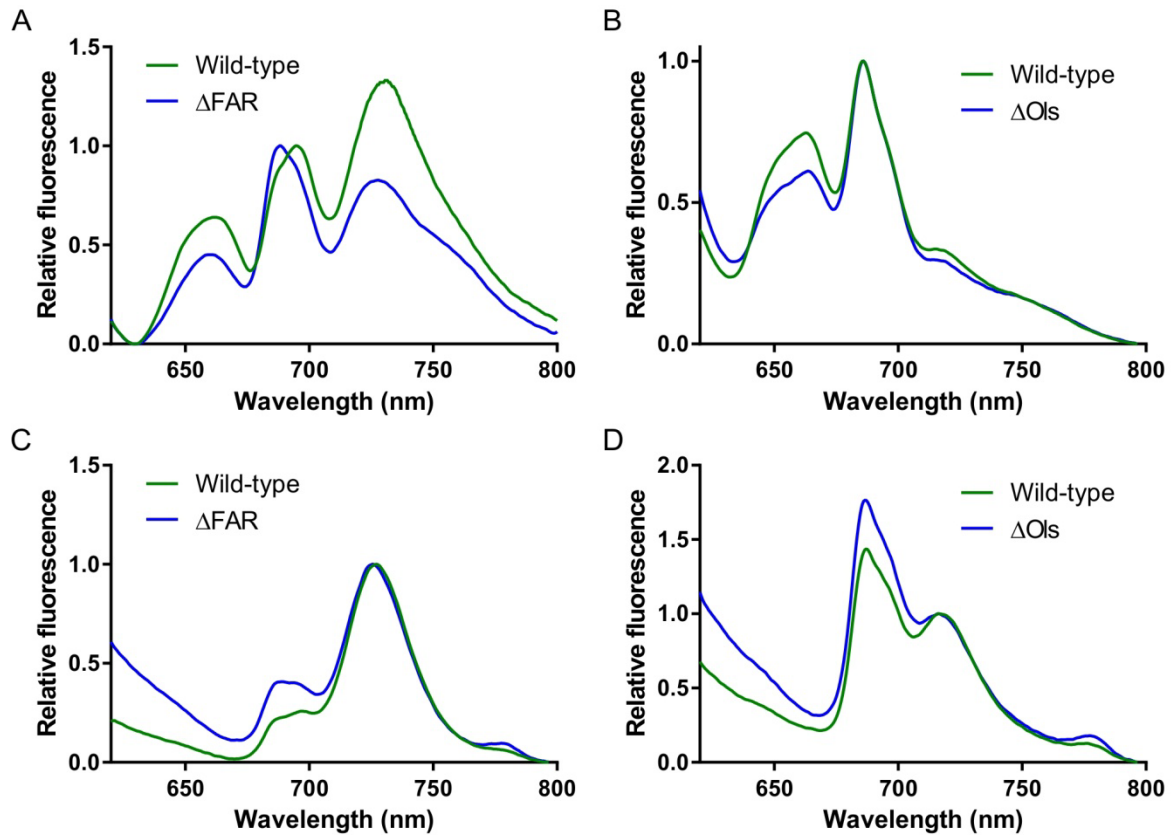 A
1.5
1.0
0.5
0.0
Relative fluorescence
Wild-type
ΔFAR
650
700
750
800
Wavelength (nm)
B
1.0
0.5
0.0
Relative fluorescence
Wild-type
ΔOls
650
700
750
800
Wavelength (nm)
C
1.5
1.0
0.5
0.0
Relative fluorescence
Wild-type
ΔFAR
650
700
750
800
Wavelength (nm)
D
2.0
1.5
1.0
0.5
0.0
Relative fluorescence
Wild-type
ΔOls
650
700
750
800
Wavelength (nm)